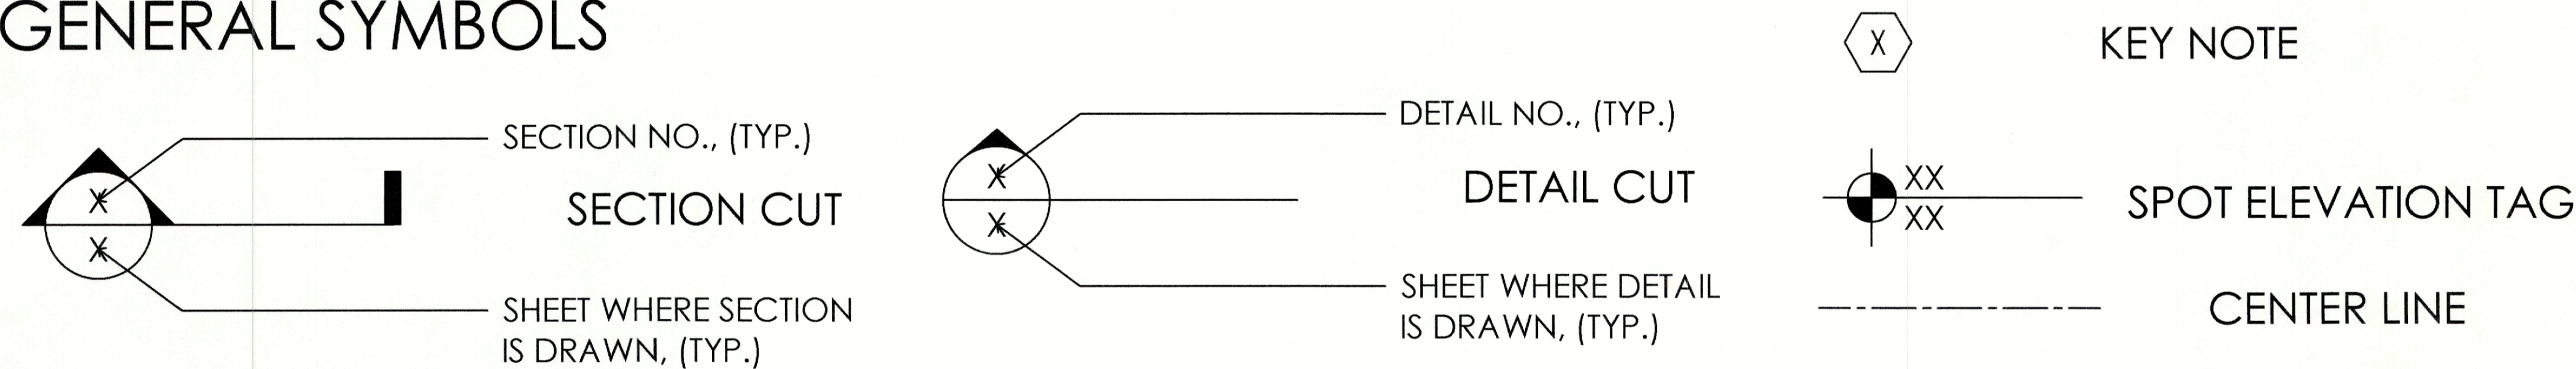 GENERAL SYMBOLS
SECTION NO., (TYP.)
X
X
SECTION CUT
SHEET WHERE SECTION
IS DRAWN, (TYP.)
DETAIL NO., (TYP.)
X
X
DETAIL CUT
SHEET WHERE DETAIL
IS DRAWN, (TYP.)
X
KEY NOTE
XX
XX
SPOT ELEVATION TAG
CENTER LINE